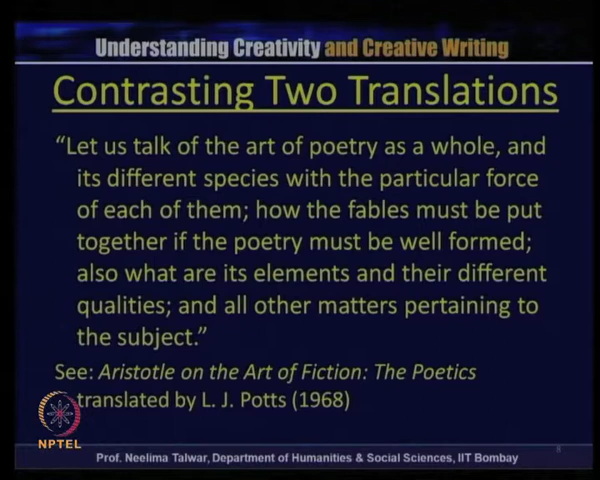 Understanding Creativity and Creative Writing
Contrasting Two Translations
“Let us talk of the art of poetry as a whole, and
its different species with the particular force
of each of them; how the fables must be put
together if the poetry must be well formed;
also what are its elements and their different
qualities; and all other matters pertaining to
the subject.”
See: Aristotle on the Art of Fiction: The Poetics
translated by L. J. Potts (1968)
NPTEL
8
Prof. Neelima Talwar, Department of Humanities & Social Sciences, IIT Bombay